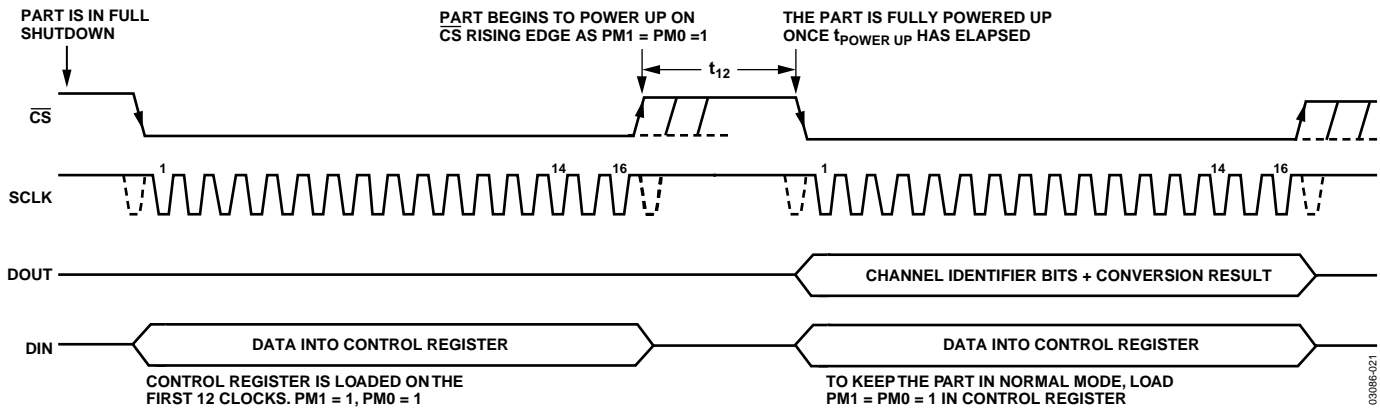 PART IS IN FULL
SHUTDOWN
PART BEGINS TO POWER UP ON
CS RISING EDGE AS PM1 = PM0 =1
THE PART IS FULLY POWERED UP
ONCE tPOWER UP HAS ELAPSED
t12
CS
1 14 16 1 14 16
SCLK
DOUT
CHANNEL IDENTIFIER BITS + CONVERSION RESULT
DIN
DATA INTO CONTROL REGISTER
DATA INTO CONTROL REGISTER
CONTROL REGISTER IS LOADED ON THE
FIRST 12 CLOCKS. PM1 = 1, PM0 = 1
TO KEEP THE PART IN NORMAL MODE, LOAD
PM1 = PM0 = 1 IN CONTROL REGISTER
03086-021